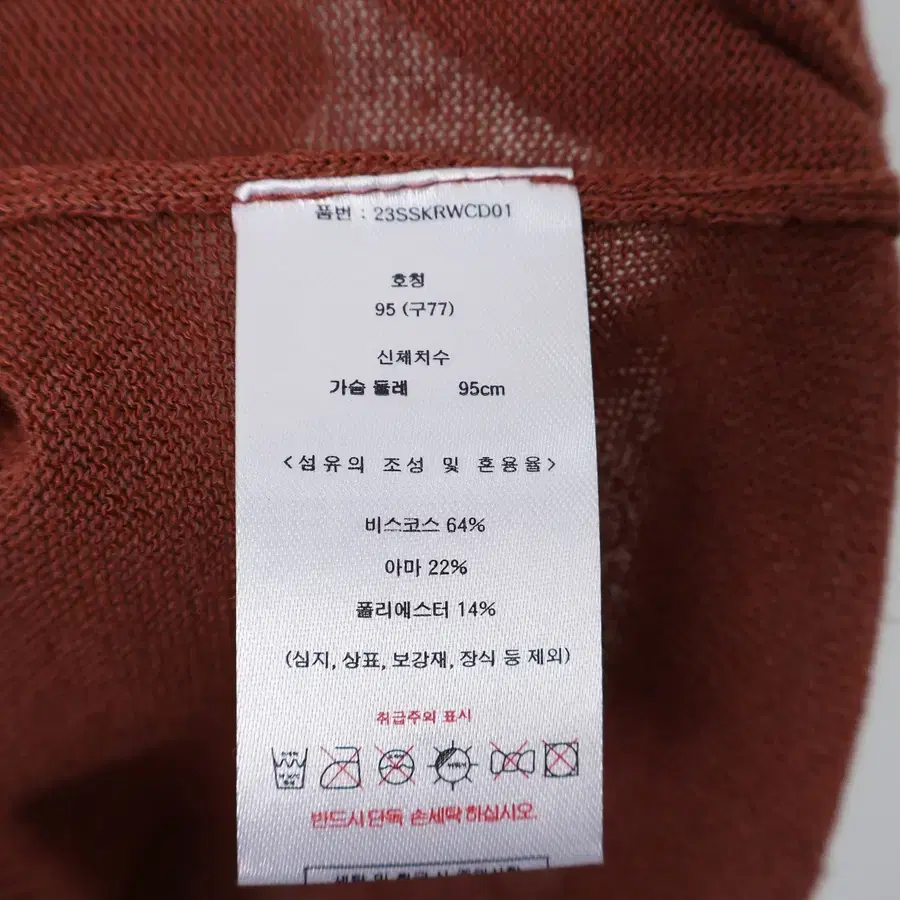 품번 : 23SSKRWCD01
호칭
95 (구77)
신체치수
가슴 둘레 95cm
<섬유의 조성 및 혼용율>
비스코스 64%
아마 22%
폴리에스터 14%
(심지, 상표, 보강재, 장식 등 제외)
취급주의 표시
반드시 단독 손세탁 하십시오.